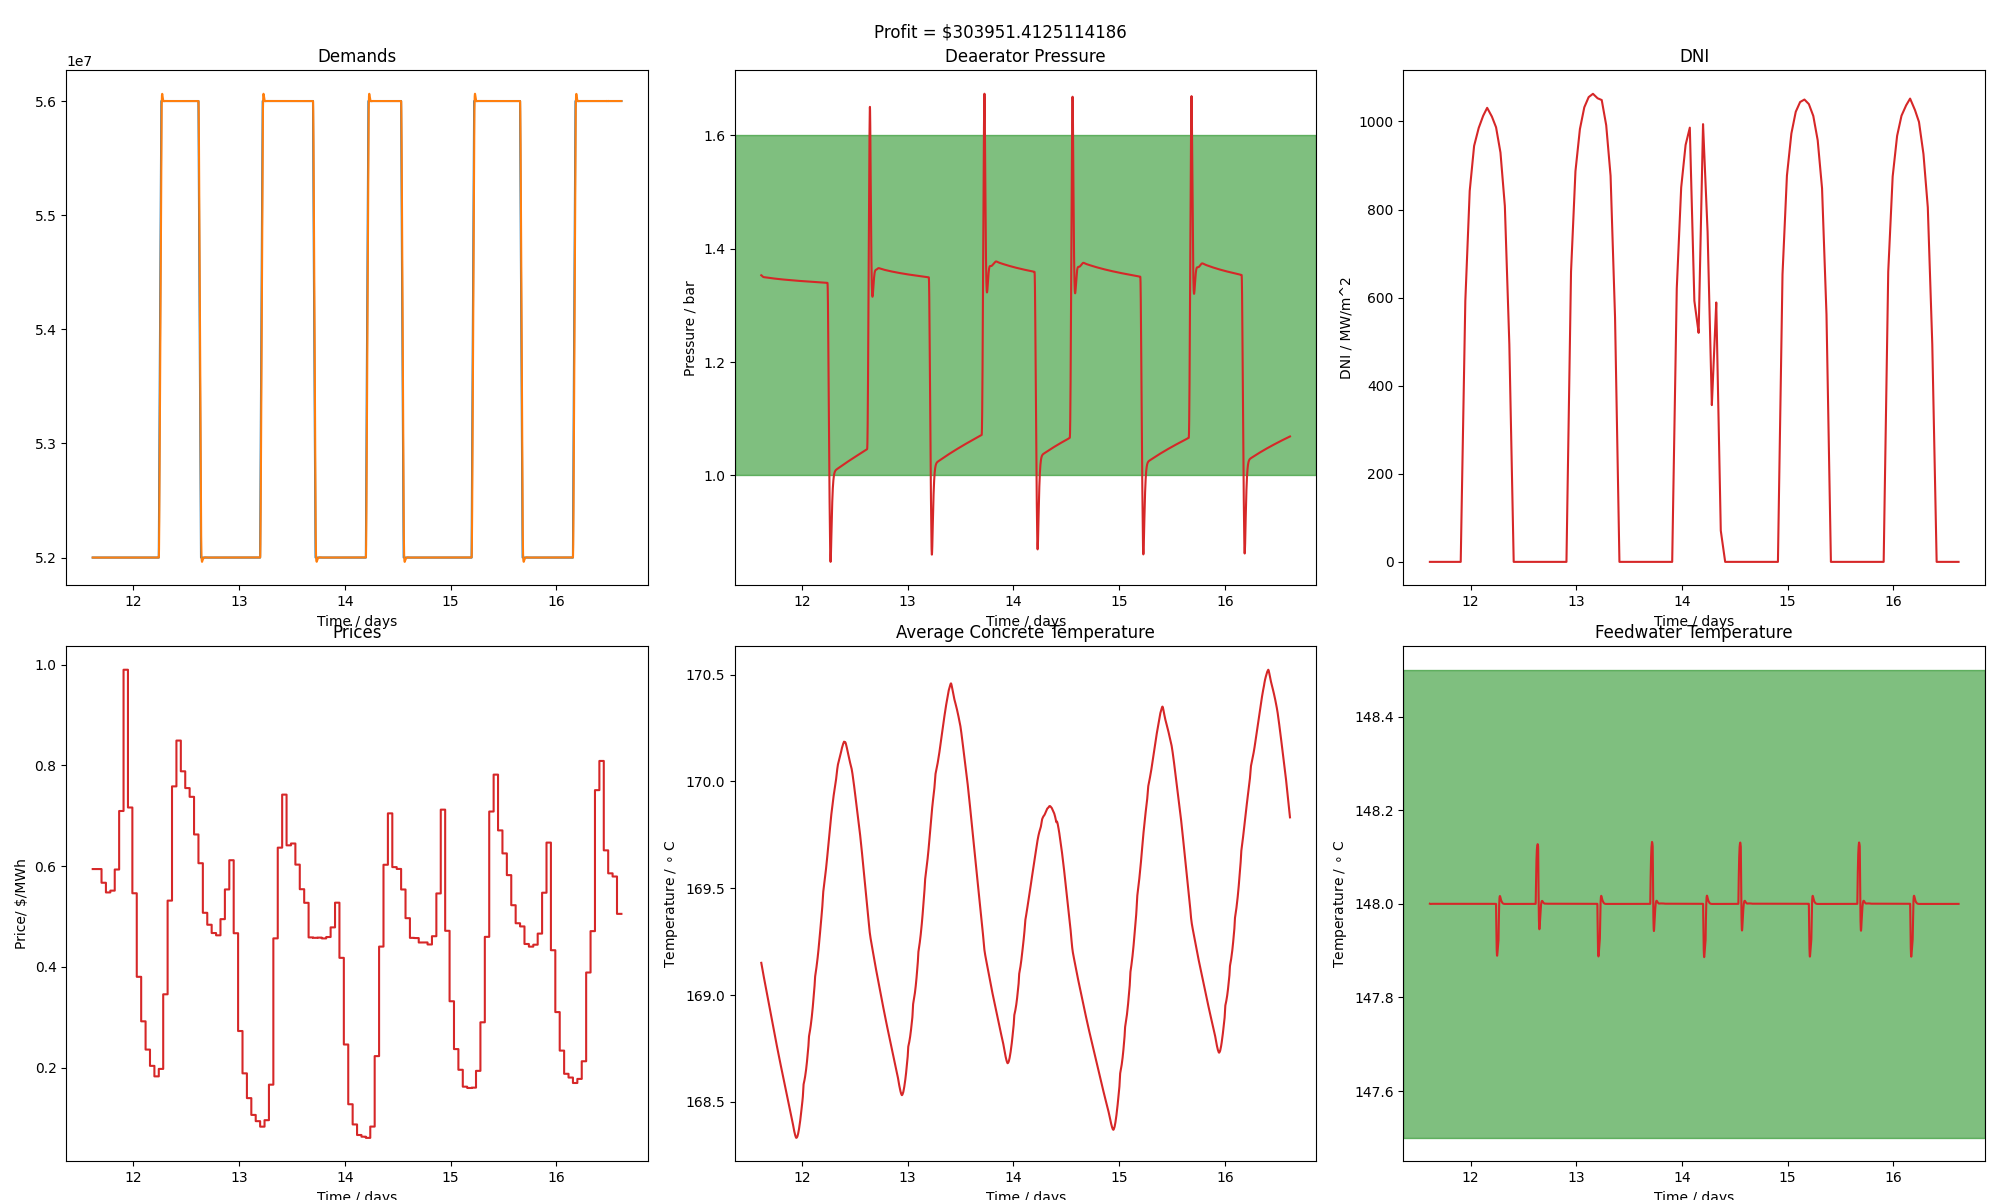 Profit = $303951.4125114186
Demands
1e7
5.6
5.5
5.4
5.3
5.2
12 13 14 15 16
Time / days
Deaerator Pressure
Pressure / bar
1.6
1.4
1.2
1.0
12 13 14 15 16
Time / days
DNI
DNI / MW/m^2
1000
800
600
400
200
0
12 13 14 15 16
Time / days
Prices
Price/ $/MWh
1.0
0.8
0.6
0.4
0.2
12 13 14 15 16
Time / days
Average Concrete Temperature
Temperature / ∘ C
170.5
170.0
169.5
169.0
168.5
12 13 14 15 16
Time / days
Feedwater Temperature
Temperature / ∘ C
148.4
148.2
148.0
147.8
147.6
12 13 14 15 16
Time / days